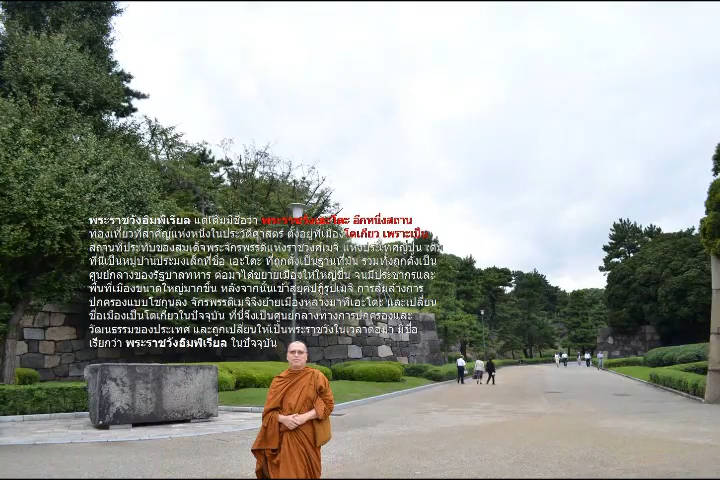 พระราชวังอิมพีเรียล แต่เดิมมีชื่อว่า พระราชวังเอะโดะ อีกหนึ่งสถาน
ท่องเที่ยวที่สำคัญแห่งหนึ่งในประวัติศาสตร์ ตั้งอยู่ที่เมืองโตเกียว เพราะเป็น
สถานที่ประทับของสมเด็จพระจักรพรรดิแห่งราชวงศ์เมจิ แห่งประเทศญี่ปุ่น เดิม
ที่นี่เป็นหมู่บ้านประมงเล็กที่ชื่อ เอะโดะ ที่ถูกตั้งเป็นฐานที่มั่น รวมทั้งถูกตั้งเป็น
ศูนย์กลางของรัฐบาลทหาร ต่อมาได้ขยายเมืองให้ใหญ่ขึ้น จนมีประชากรและ
พื้นที่เมืองขนาดใหญ่มากขึ้น หลังจากนั้นเข้าสู่ยุคปฏิรูปเมจิ การล้มล้างการ
ปกครองแบบโชกุนลง จักรพรรดิเมจิจึงย้ายเมืองหลวงมาที่เอะโดะ และเปลี่ยน
ชื่อเมืองเป็นโตเกียวในปัจจุบัน ที่นี่จึงเป็นศูนย์กลางทางการปกครองและ
วัฒนธรรมของประเทศ และถูกเปลี่ยนให้เป็นพระราชวังในเวลาต่อมา มีชื่อ
เรียกว่า พระราชวังอิมพีเรียล ในปัจจุบัน